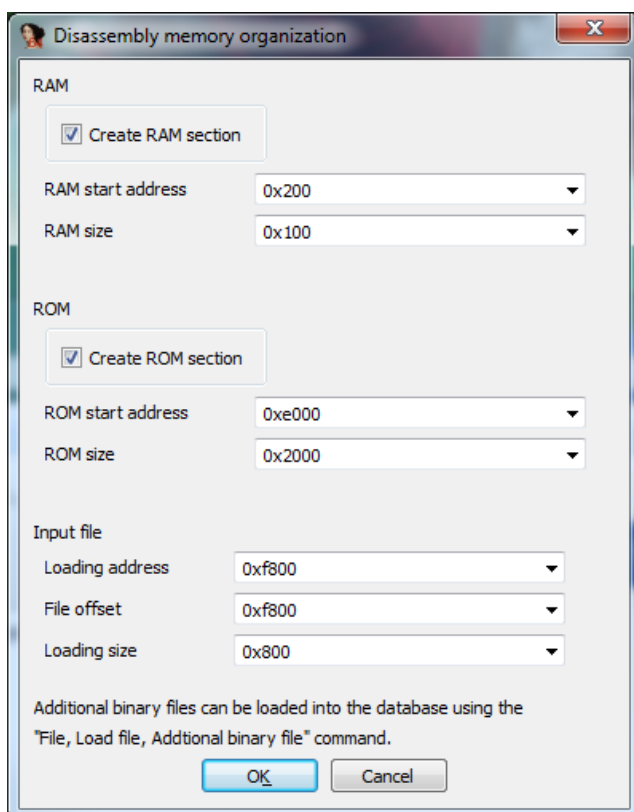 Disassembly memory organization
RAM
Create RAM section
RAM start address 0x200
RAM size 0x100
ROM
Create ROM section
ROM start address 0xe000
ROM size 0x2000
Input file
Loading address 0xf800
File offset 0xf800
Loading size 0x800
Additional binary files can be loaded into the database using the
"File, Load file, Addtional binary file" command.
OK Cancel